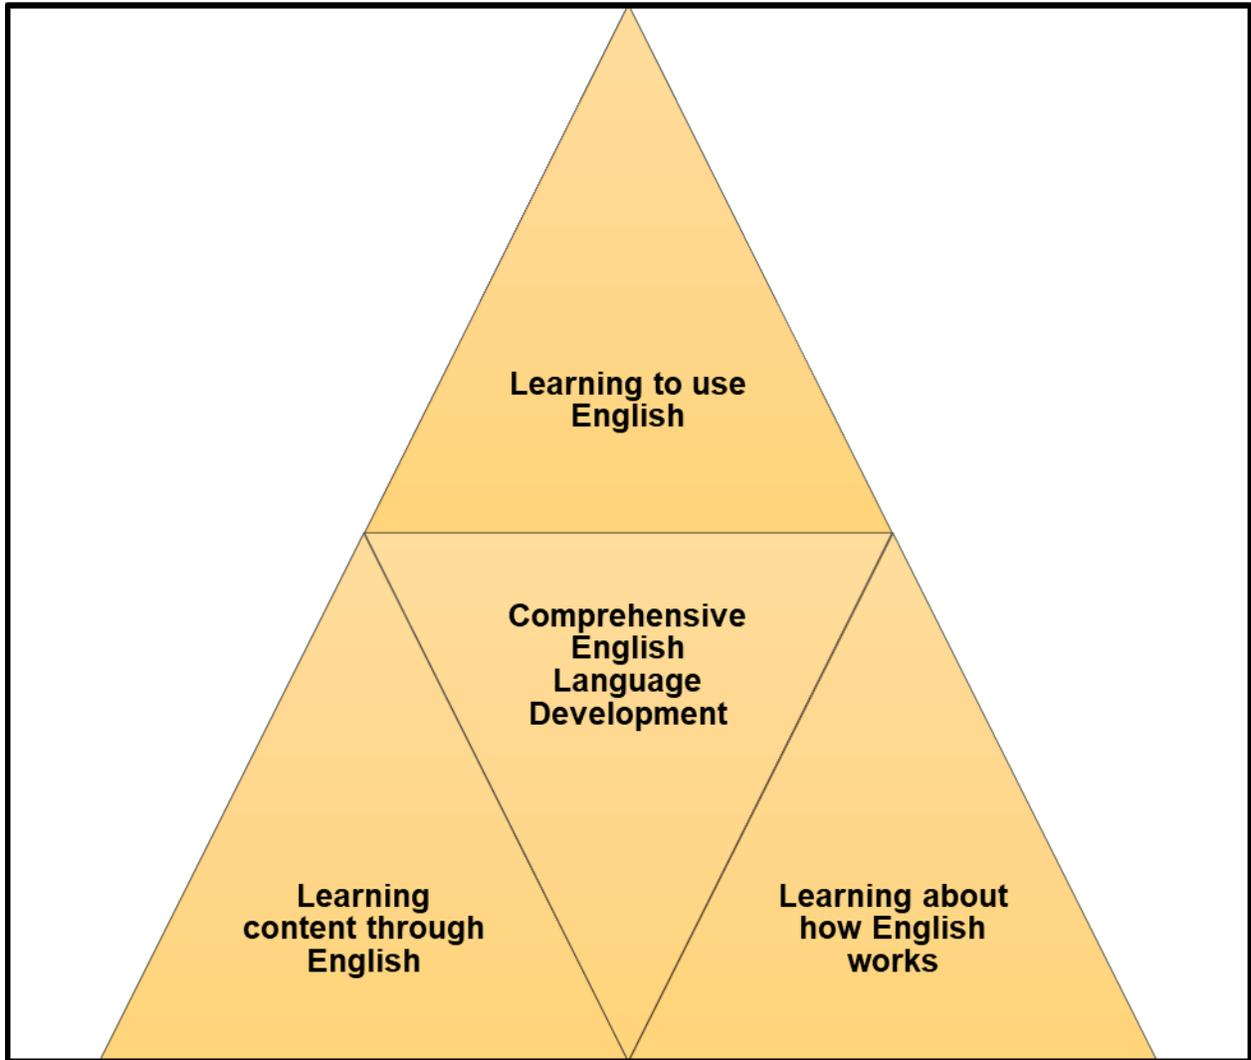 Learning to use
English
Comprehensive
English
Language
Development
Learning
content through
English
Learning about
how English
works